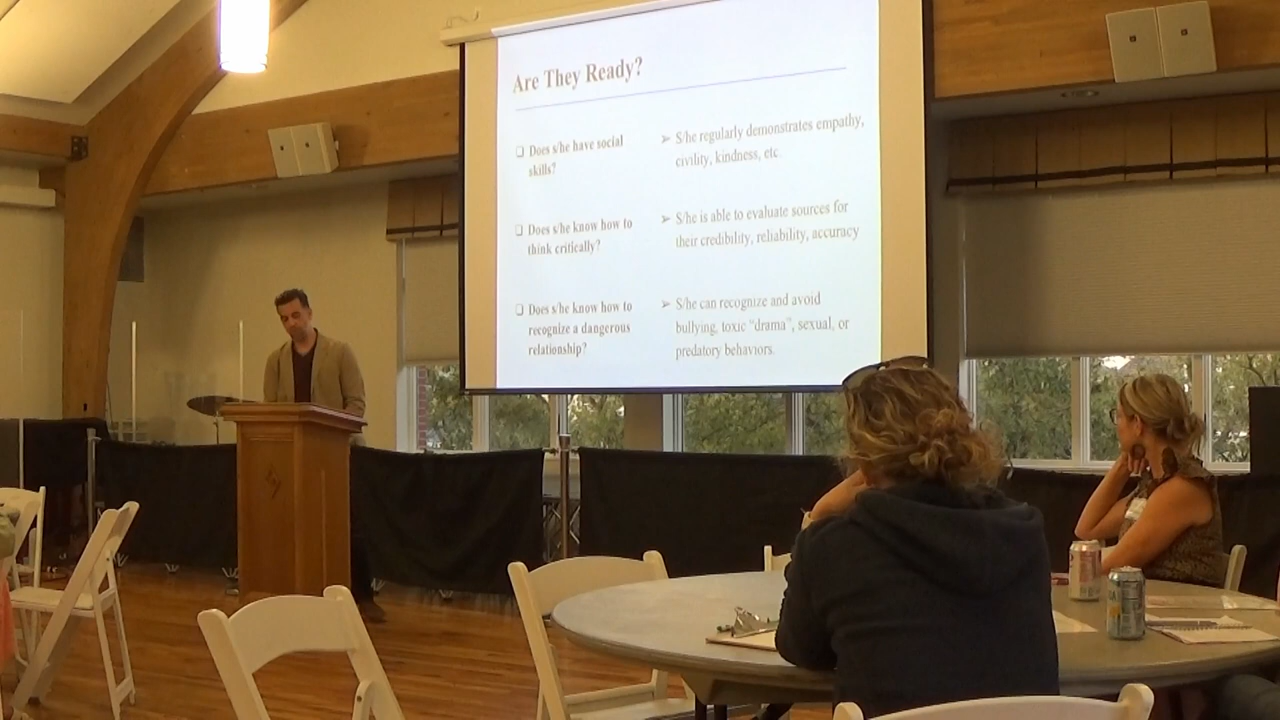 Are They Ready?
❑ Does s/he have social
skills?
➢ S/he regularly demonstrates empathy,
civility, kindness, etc.
❑ Does s/he know how to
think critically?
➢ S/he is able to evaluate sources for
their credibility, reliability, accuracy
❑ Does s/he know how to
recognize a dangerous
relationship?
➢ S/he can recognize and avoid
bullying, toxic “drama”, sexual, or
predatory behaviors.